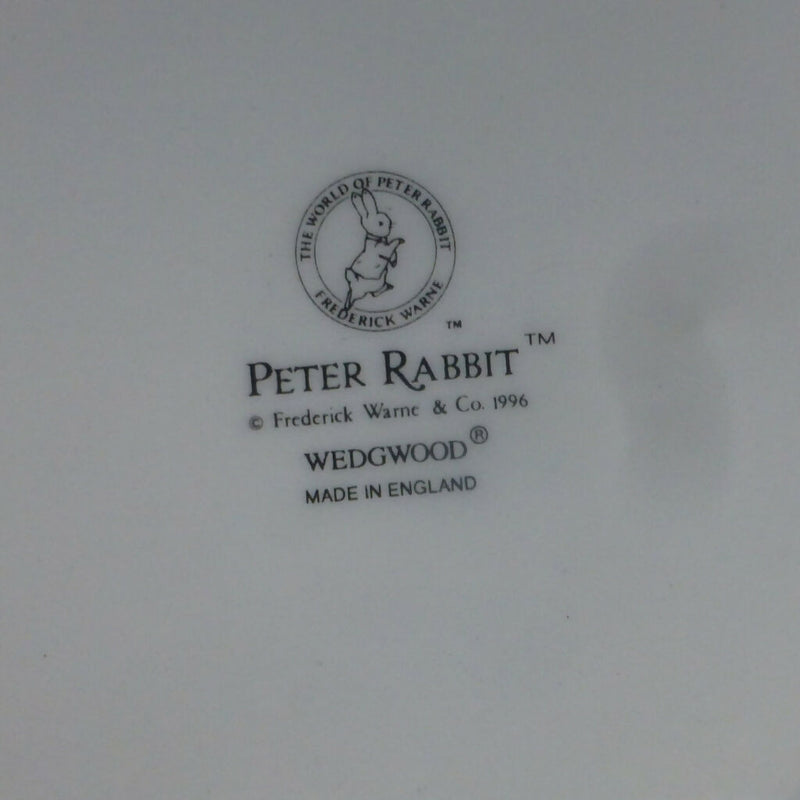 THE WORLD OF PETER RABBIT
FREDERICK WARNE
TM
PETER RABBIT™
© Frederick Warne & Co. 1996
WEDGWOOD®
MADE IN ENGLAND